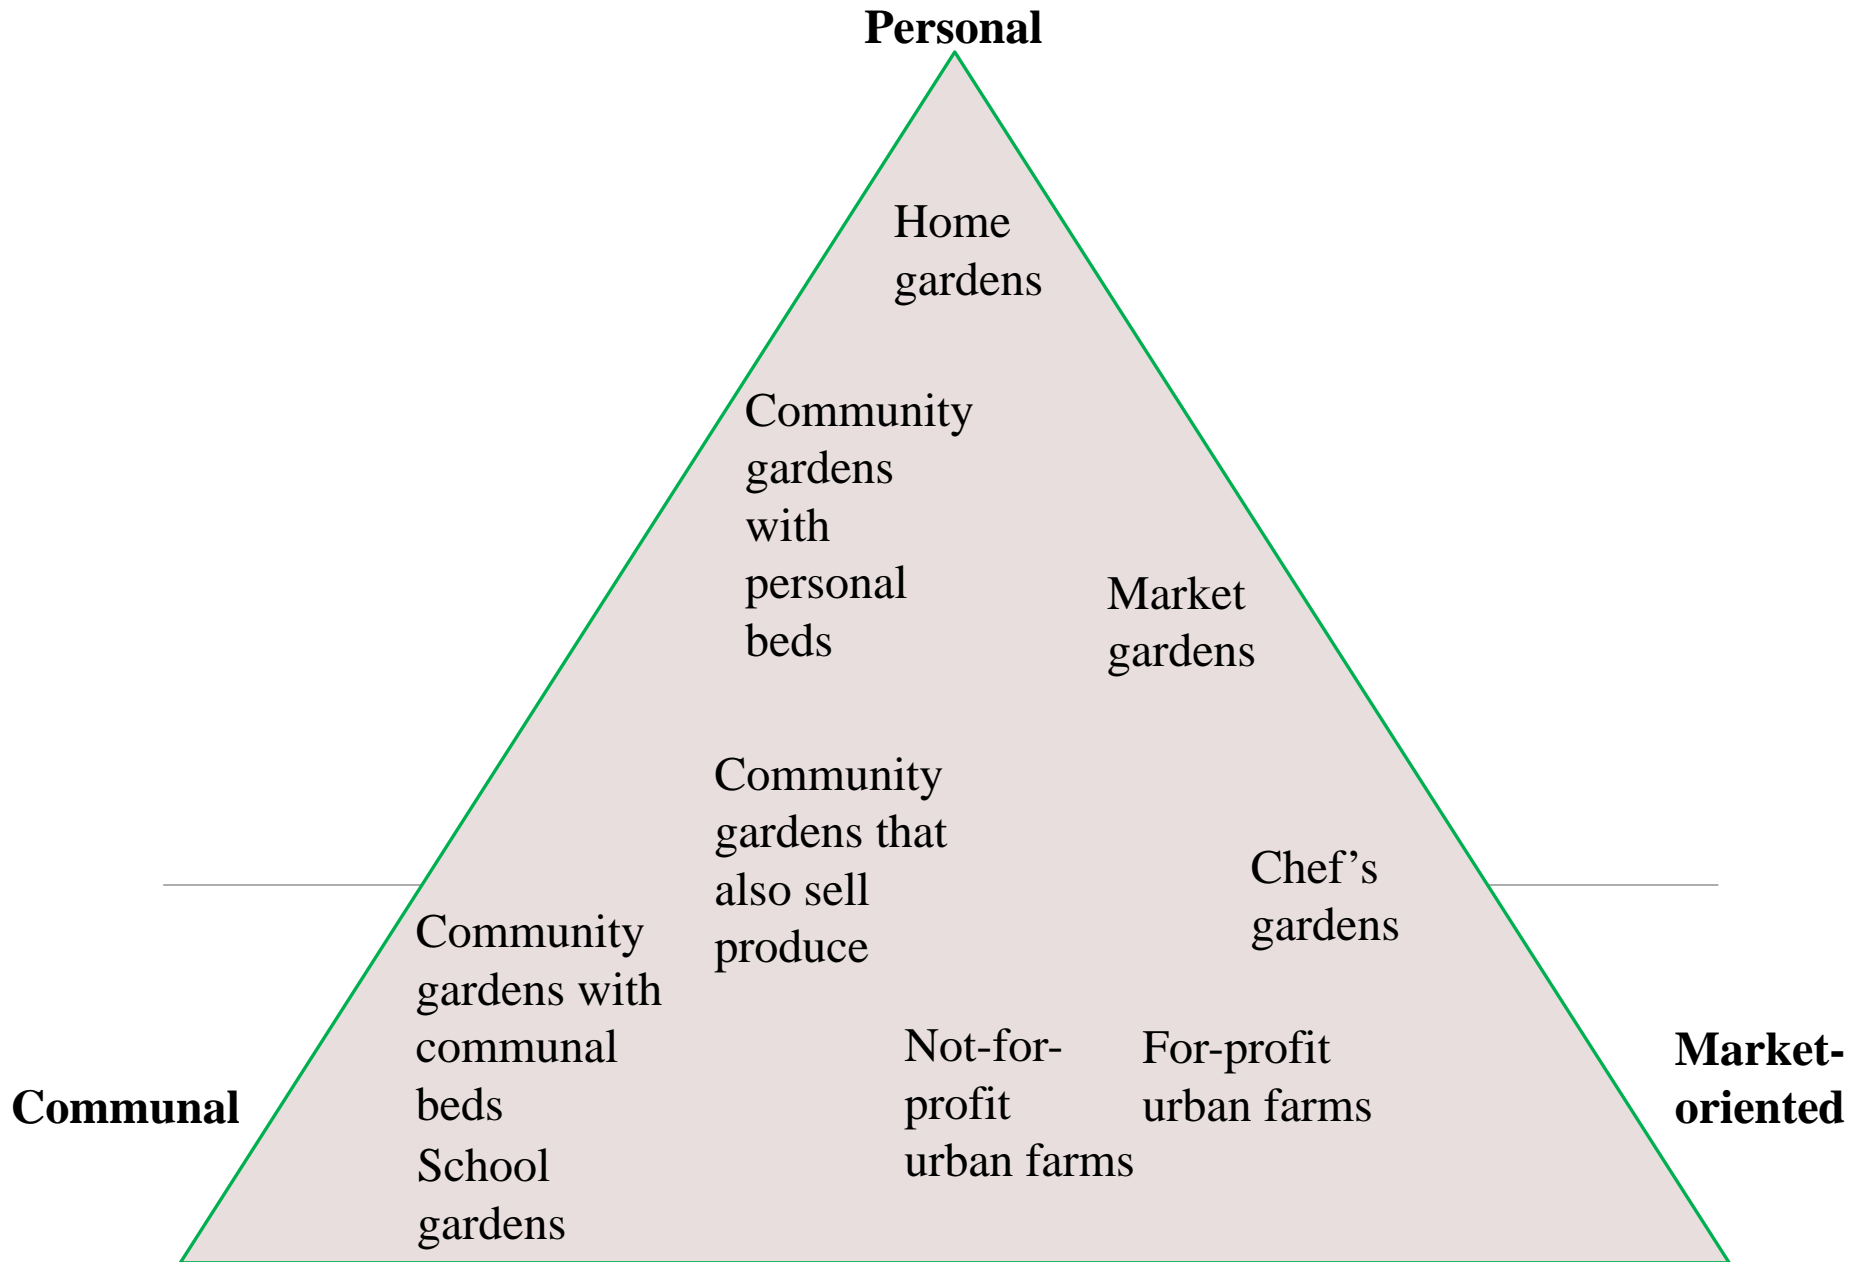 Personal
Home
gardens
Community
gardens
with
personal
beds
Market
gardens
Community
gardens that
also sell
produce
Chef’s
gardens
Community
gardens with
communal
beds
School
gardens
Not-for-
profit
urban farms
For-profit
urban farms
Communal
Market-
oriented